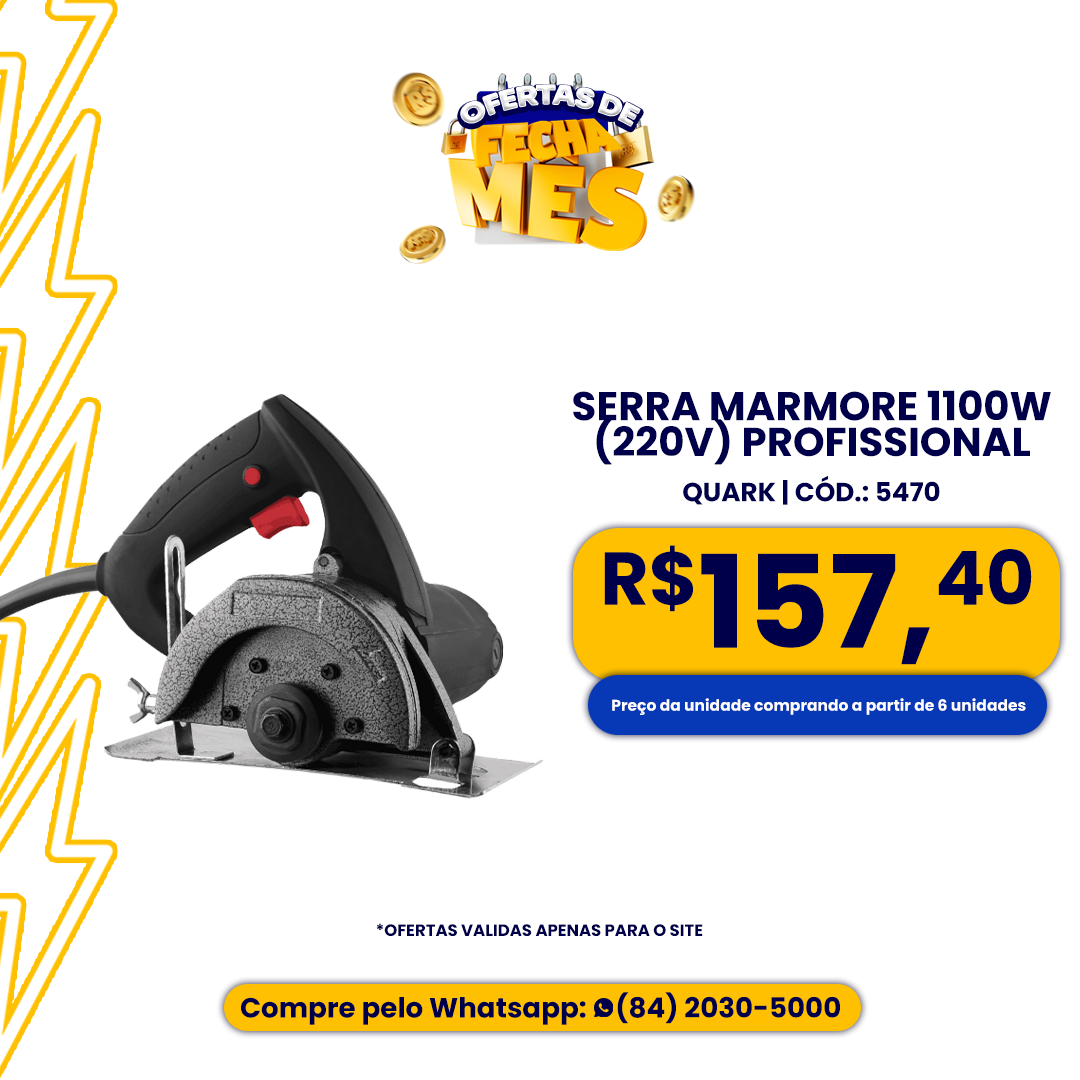 OFERTAS DE
FECHA
MES
SERRA MARMORE 1100W
(220V) PROFISSIONAL
QUARK | CÓD.: 5470
R$157,40
Preço da unidade comprando a partir de 6 unidades
*OFERTAS VALIDAS APENAS PARA O SITE
Compre pelo Whatsapp: (84) 2030-5000